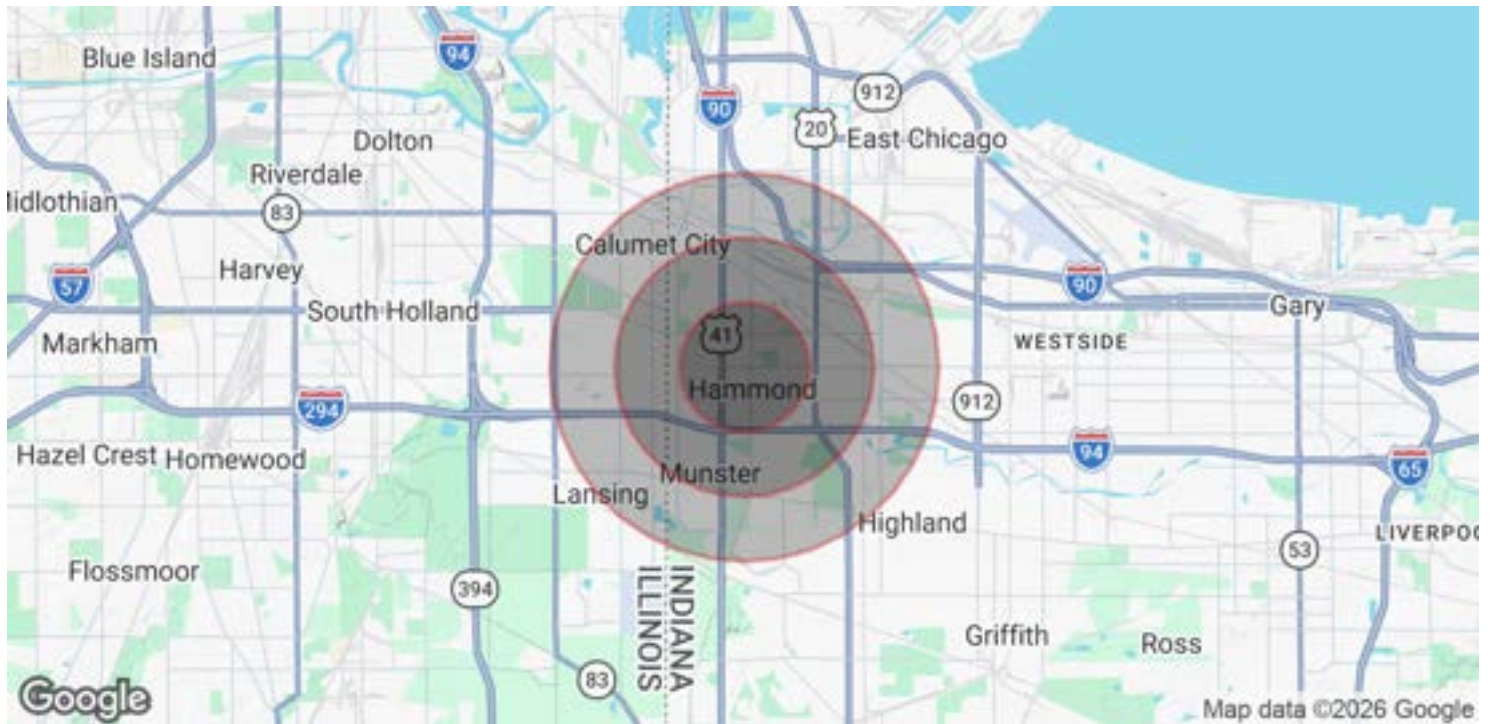 Blue Island
94
90
912
Dolton
20
East Chicago
Riverdale
idlothian
83
Calumet City
Harvey
57
90
South Holland
Gary
41
Markham
WESTSIDE
Hammond
294
912
94
Hazel Crest
Homewood
65
Munster
Lansing
Highland
LIVERPO
53
Flossmoor
394
INDIANA
ILLINOIS
Griffith
Ross
83
Google
Map data ©2026 Google